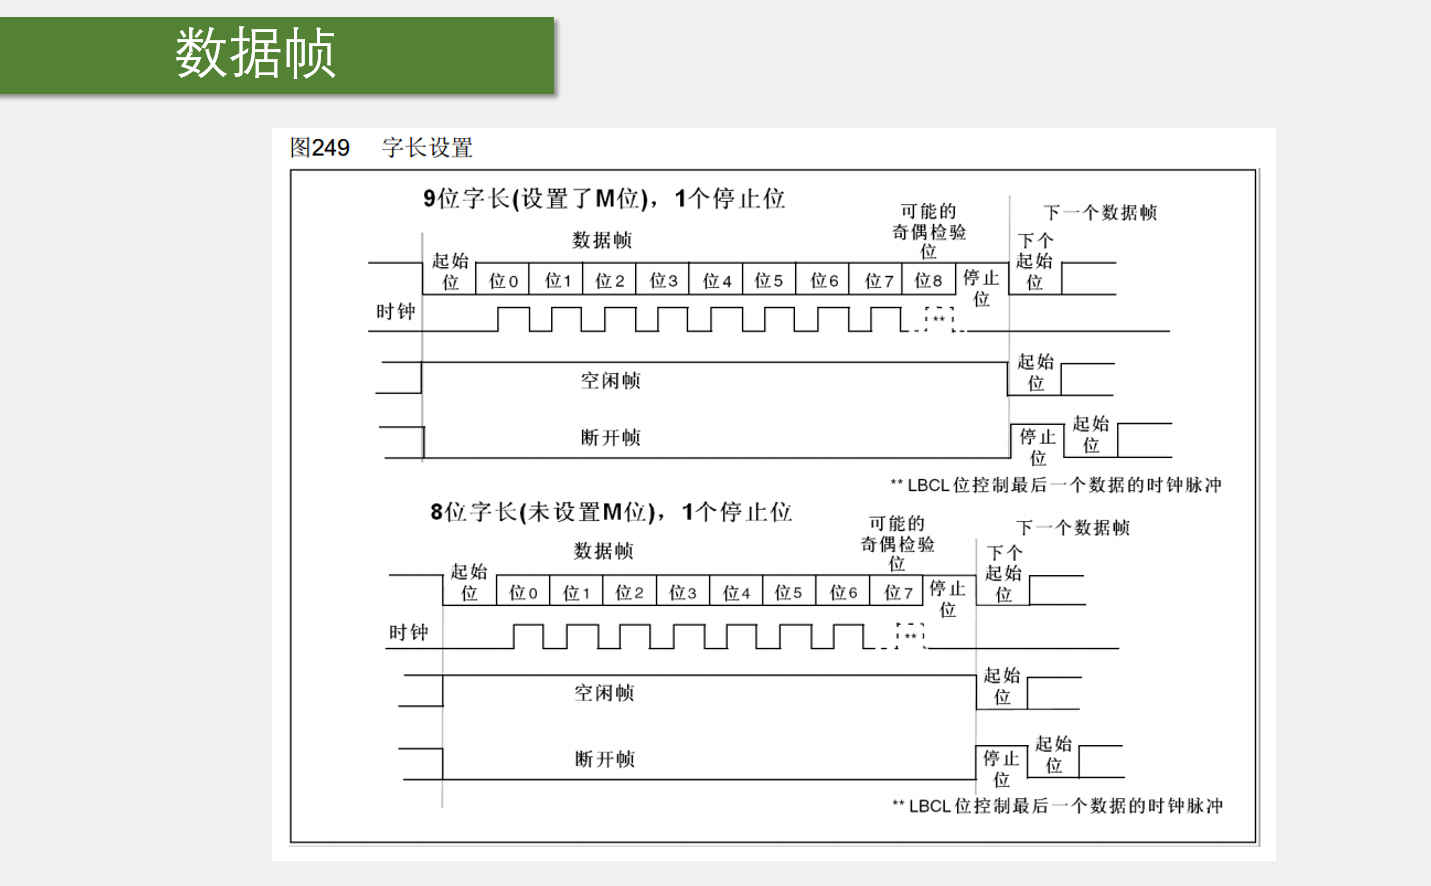 数据帧
图249 字长设置
9位字长(设置了M位)，1个停止位
可能的
奇偶检验
位
下一个数据帧
数据帧
下个
起始
位
起始
位
位0 位1 位2 位3 位4 位5 位6 位7 位8
停止
位
时钟
**
空闲帧
起始
位
断开帧
停止
位
起始
位
** LBCL位控制最后一个数据的时钟脉冲
8位字长(未设置M位)，1个停止位
可能的
奇偶检验
位
下一个数据帧
数据帧
下个
起始
位
起始
位
位0 位1 位2 位3 位4 位5 位6 位7
停止
位
时钟
**
空闲帧
起始
位
断开帧
停止
位
起始
位
** LBCL位控制最后一个数据的时钟脉冲